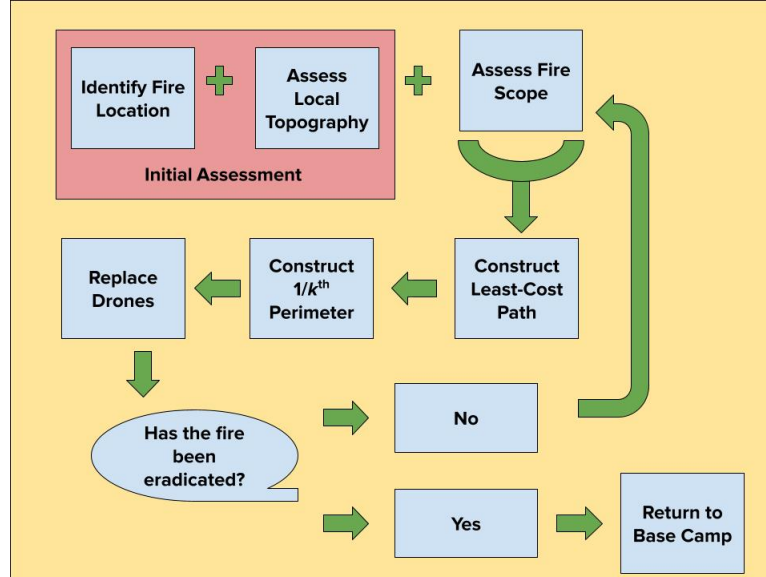 Identify Fire
Location
Assess
Local
Topography
Initial Assessment
Assess Fire
Scope
Construct
Least-Cost
Path
Construct
1/kᵗʰ
Perimeter
Replace
Drones
Has the fire
been
eradicated?
No
Yes
Return to
Base Camp